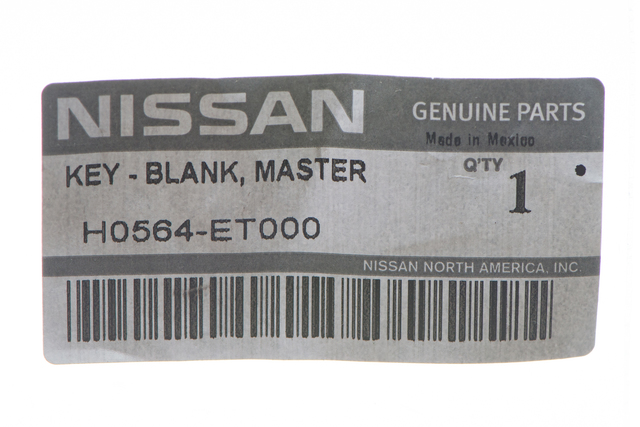 NISSAN
GENUINE PARTS
Made in Mexico
KEY - BLANK, MASTER
Q'TY
1
H0564-ET000
NISSAN NORTH AMERICA, INC.